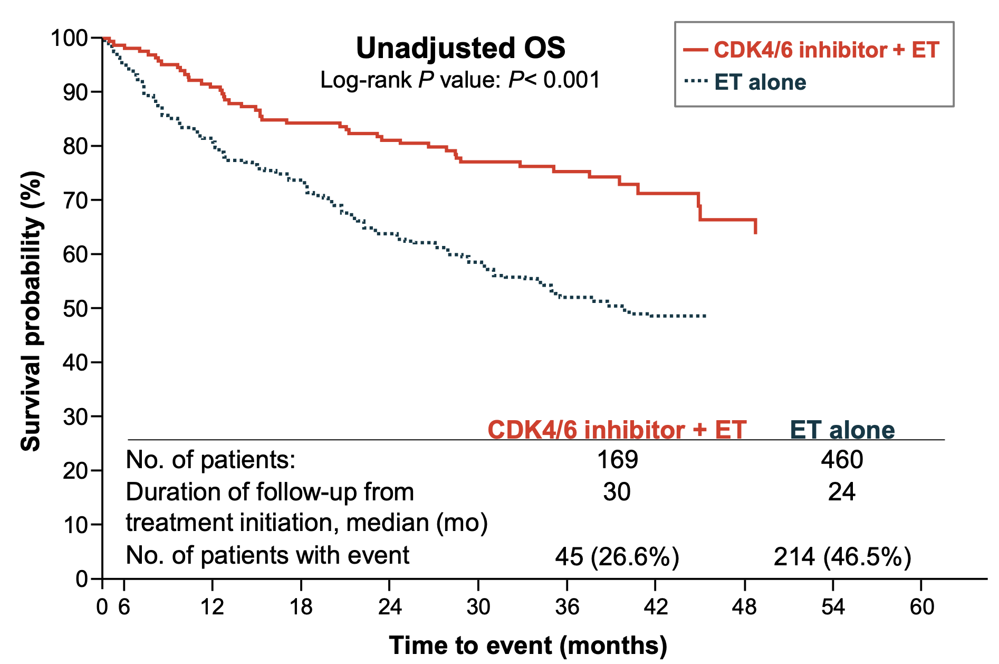 Unadjusted OS
Log-rank P value: P< 0.001
CDK4/6 inhibitor + ET
ET alone
Survival probability (%)
100
90
80
70
60
50
40
30
20
10
0
CDK4/6 inhibitor + ET ET alone
No. of patients: 169 460
Duration of follow-up from 30 24
treatment initiation, median (mo)
No. of patients with event 45 (26.6%) 214 (46.5%)
0 6 12 18 24 30 36 42 48 54 60
Time to event (months)